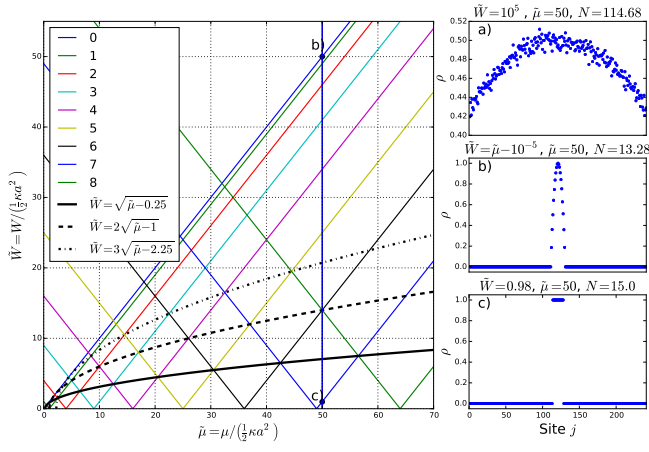 50
40
30
20
10
0
W̃=W/(½κa²)
0
1
2
3
4
5
6
7
8
W̃=√(μ̃−0.25)
W̃=2√(μ̃−1)
W̃=3√(μ̃−2.25)
b)
c)
0 10 20 30 40 50 60 70
μ̃=μ/(½κa²)
W̃=10⁵ , μ̃=50, N=114.68
a)
0.52
0.50
0.48
0.46
0.44
0.42
0.40
ρ
W̃=μ̃−10⁻⁵ , μ̃=50, N=13.28
b)
1.0
0.8
0.6
0.4
0.2
0.0
ρ
W̃=0.98, μ̃=50, N=15.0
c)
1.0
0.8
0.6
0.4
0.2
0.0
ρ
0 50 100 150 200
Site j